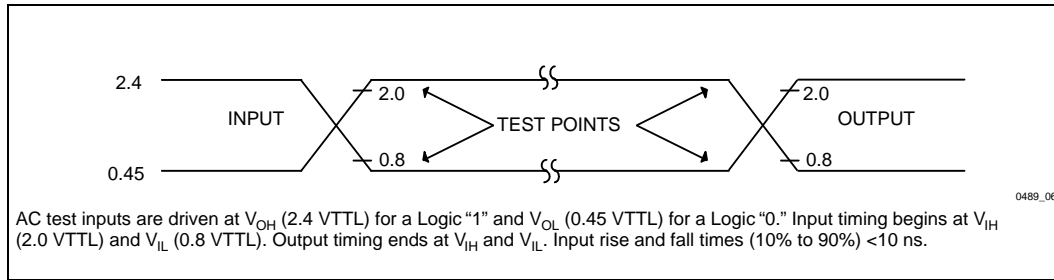 2.4
2.0
2.0
INPUT
TEST POINTS
OUTPUT
0.8
0.8
0.45
0489_06
AC test inputs are driven at VOH (2.4 VTTL) for a Logic “1” and VOL (0.45 VTTL) for a Logic “0.” Input timing begins at VIH
(2.0 VTTL) and VIL (0.8 VTTL). Output timing ends at VIH and VIL. Input rise and fall times (10% to 90%) <10 ns.